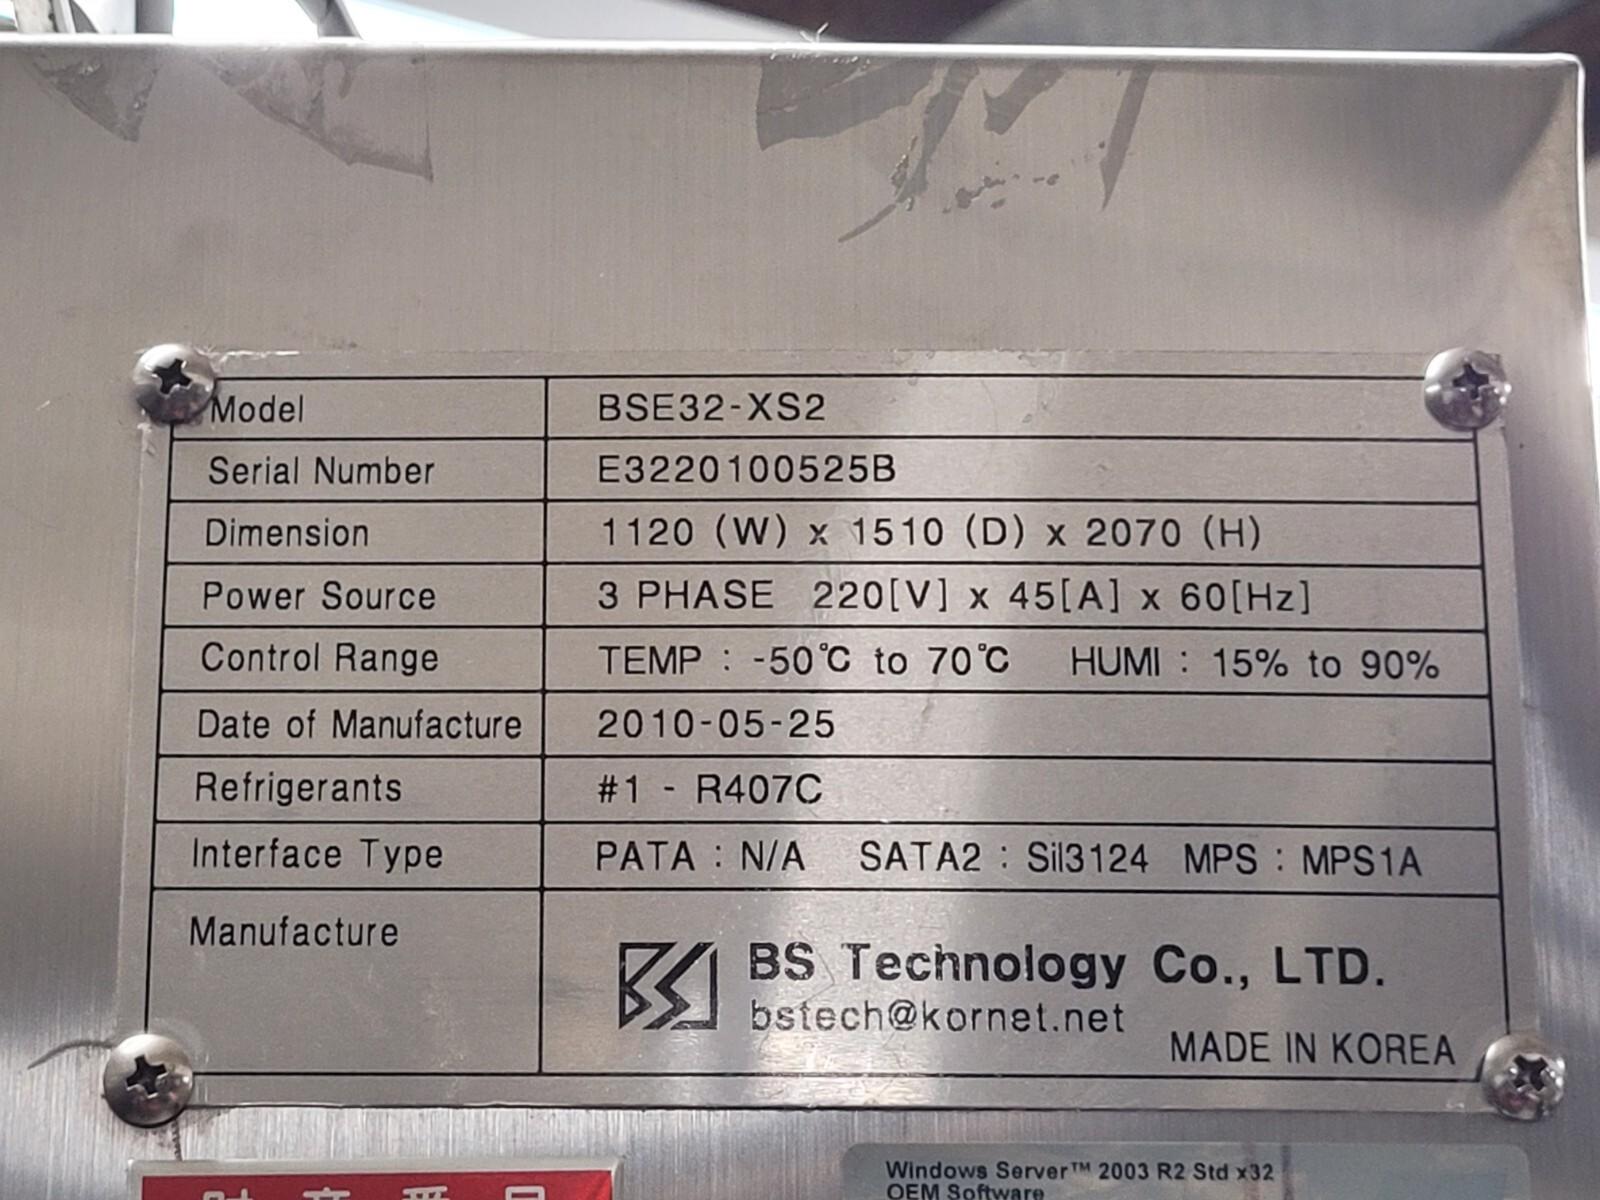 Model BSE32-XS2
Serial Number E3220100525B
Dimension 1120 (W) x 1510 (D) x 2070 (H)
Power Source 3 PHASE 220[V] x 45[A] x 60[Hz]
Control Range TEMP : -50℃ to 70℃ HUMI : 15% to 90%
Date of Manufacture 2010-05-25
Refrigerants #1 - R407C
Interface Type PATA : N/A SATA2 : Sil3124 MPS : MPS1A
Manufacture
BS Technology Co., LTD.
bstech@kornet.net
MADE IN KOREA
Windows Server™ 2003 R2 Std x32
OEM Software